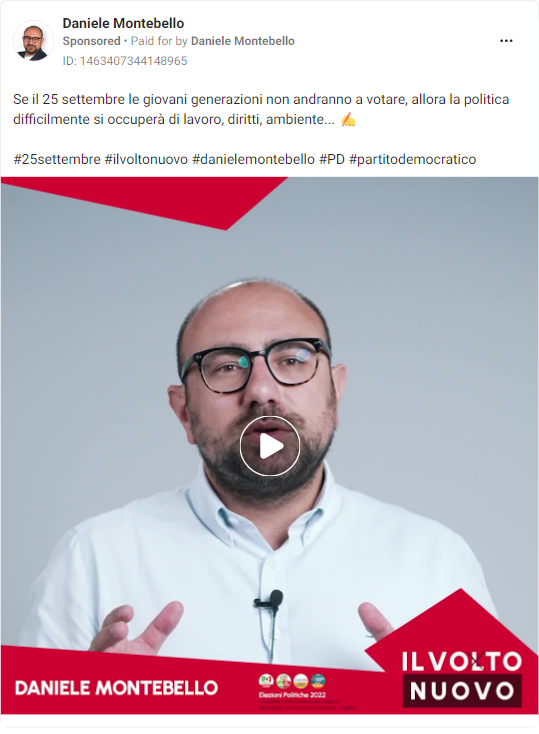 Daniele Montebello
Sponsored • Paid for by Daniele Montebello
ID: 1463407344148965
Se il 25 settembre le giovani generazioni non andranno a votare, allora la politica
difficilmente si occuperà di lavoro, diritti, ambiente... ✍️
#25settembre #ilvoltonuovo #danielemontebello #PD #partitodemocratico
DANIELE MONTEBELLO
PD
Elezioni Politiche 2022
IL VOLTO
NUOVO